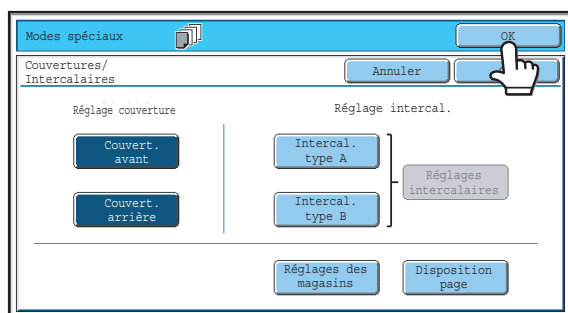 Modes spéciaux
OK
Couvertures/
Intercalaires
Annuler
Réglage couverture
Réglage intercal.
Couvert.
avant
Intercal.
type A
Réglages
intercalaires
Couvert.
arrière
Intercal.
type B
Réglages des
magasins
Disposition
page